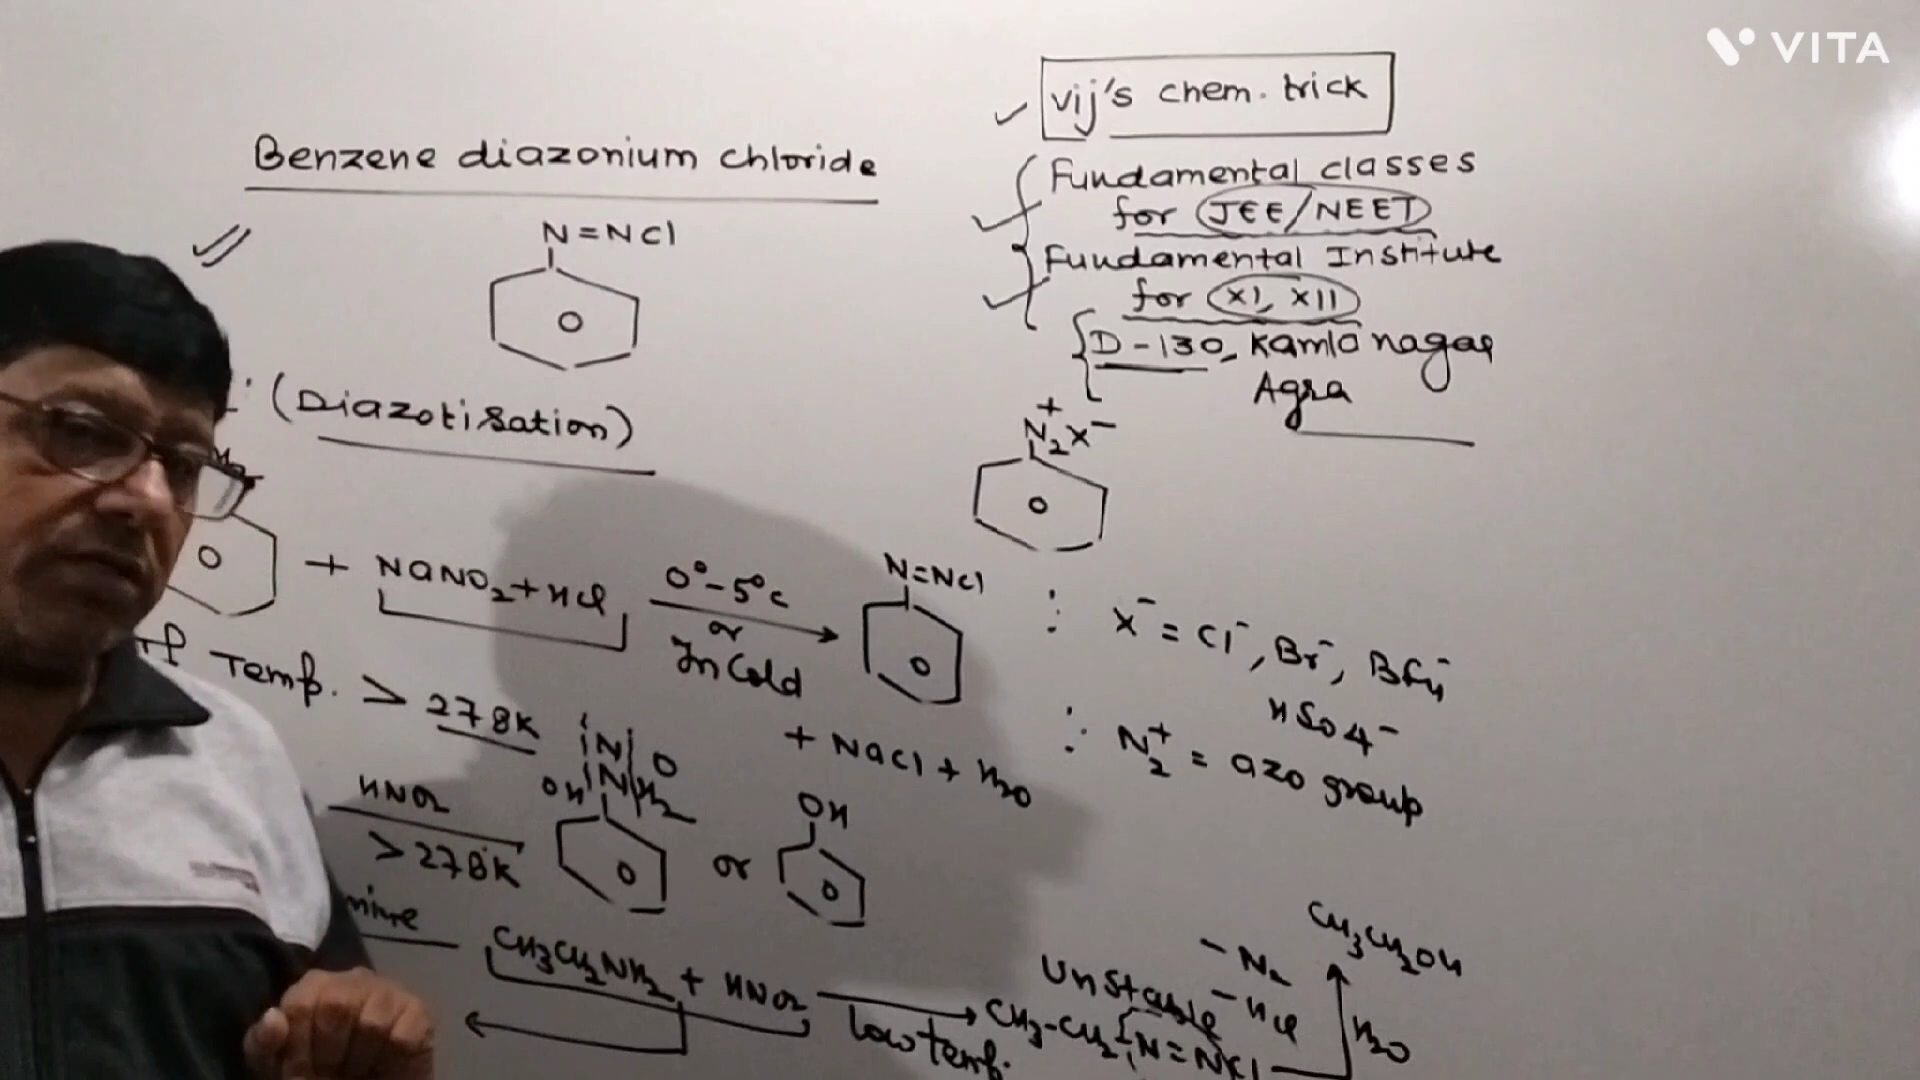 VITA
vij's chem. trick
Benzene diazonium chloride
Fundamental classes
for JEE/NEET
N=NCl
Fundamental Institute
for XI, XII
D-130, Kamla nagar
Agra
(Diazotisation)
N₂⁺X⁻
+ NaNO₂+HCl
0°-5°C
or
In Cold
N=NCl
+ NaCl + H₂O
∴ X⁻ = Cl⁻, Br⁻, BF₄⁻
HSO₄⁻
∴ N₂⁺ = azo group
Temp. > 278K
HNO₂
>278K
OH
N
N
O
H₂
or
OH
CH₃CH₂NH₂ + HNO₂
Low temp.
Unstable
CH₃-CH₂ N=NCl
-N₂
-HCl
H₂O
CH₃CH₂OH